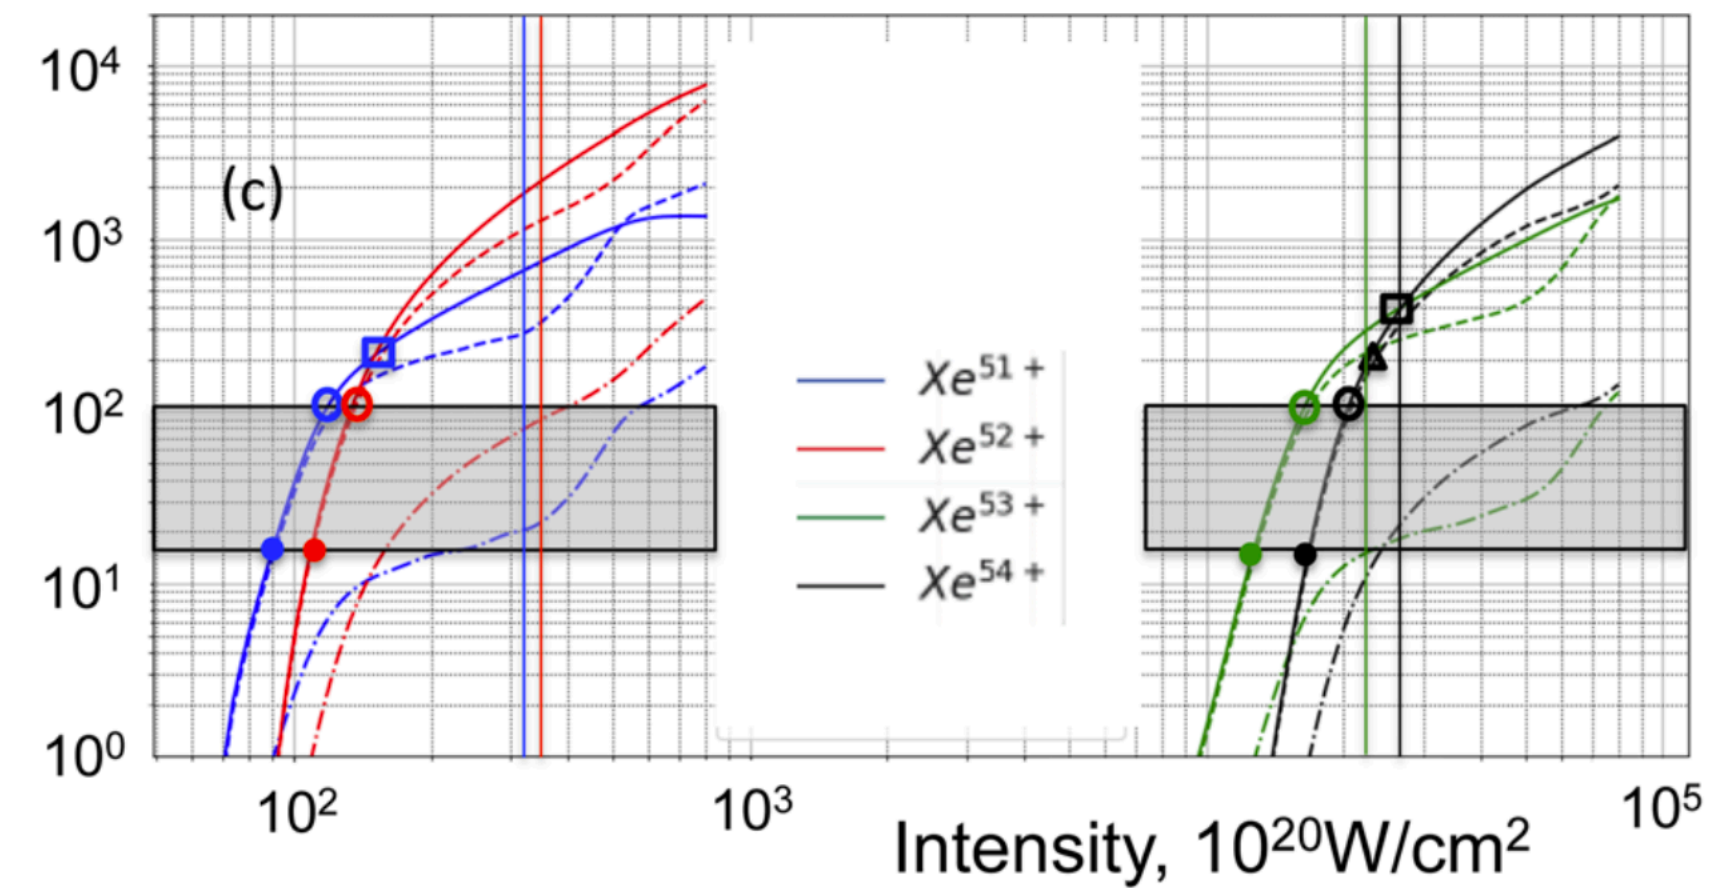 10⁴
(c)
10³
10²
10¹
10⁰
Xe⁵¹⁺
Xe⁵²⁺
Xe⁵³⁺
Xe⁵⁴⁺
10² 10³ 10⁵
Intensity, 10²⁰W/cm²